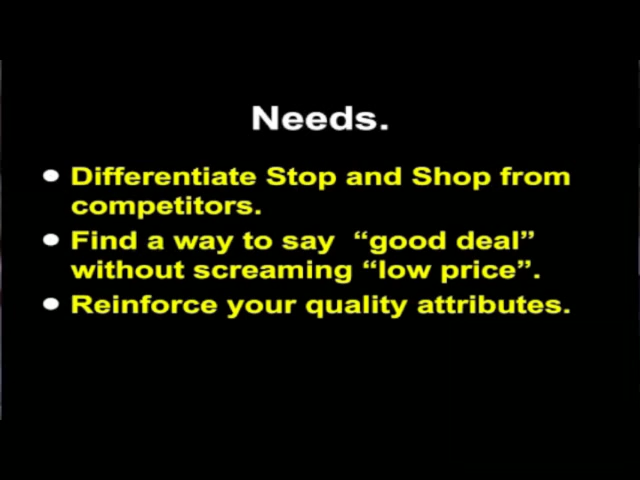 Needs.
• Differentiate Stop and Shop from
competitors.
• Find a way to say “good deal”
without screaming “low price”.
• Reinforce your quality attributes.